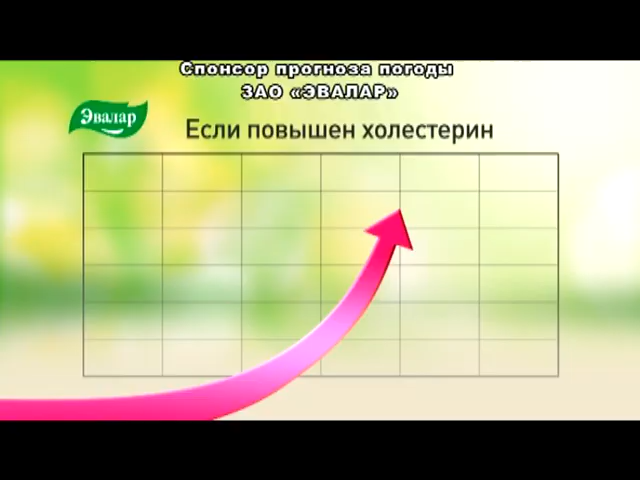 Спонсор прогноза погоды
ЗАО «ЭВАЛАР»
Эвалар
Если повышен холестерин